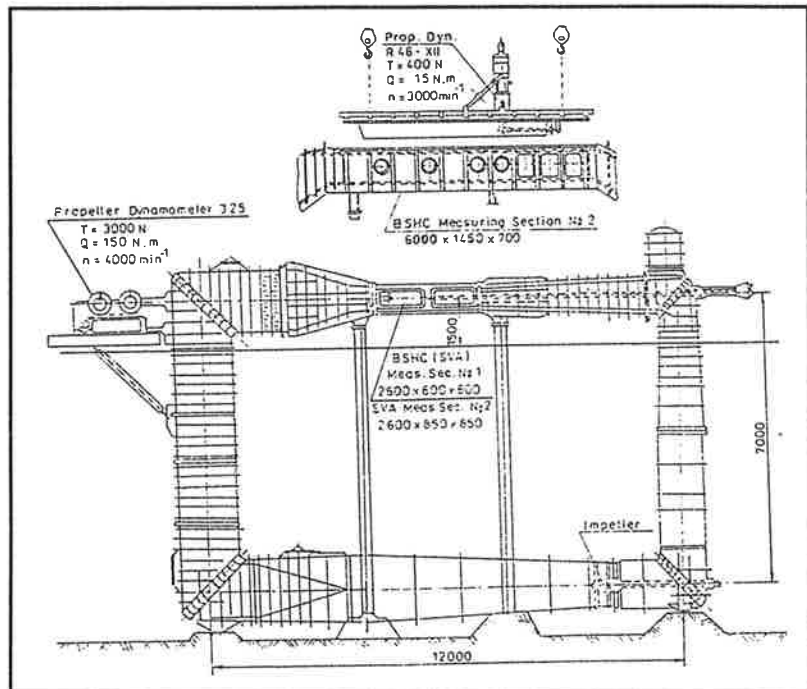 Prop. Dyn.
R 46 - XII
T = 400 N
Q = 15 N.m
n = 3000 min⁻¹
Propeller Dynamometer J25
T = 3000 N
Q = 150 N.m
n = 4000 min⁻¹
BSHC Measuring Section № 2
6000 x 1450 x 700
1500
BSHC (SVA)
Meas. Sec. № 1
2600 x 600 x 600
SVA Meas Sec. № 2
2600 x 850 x 850
7000
Impeller
12000